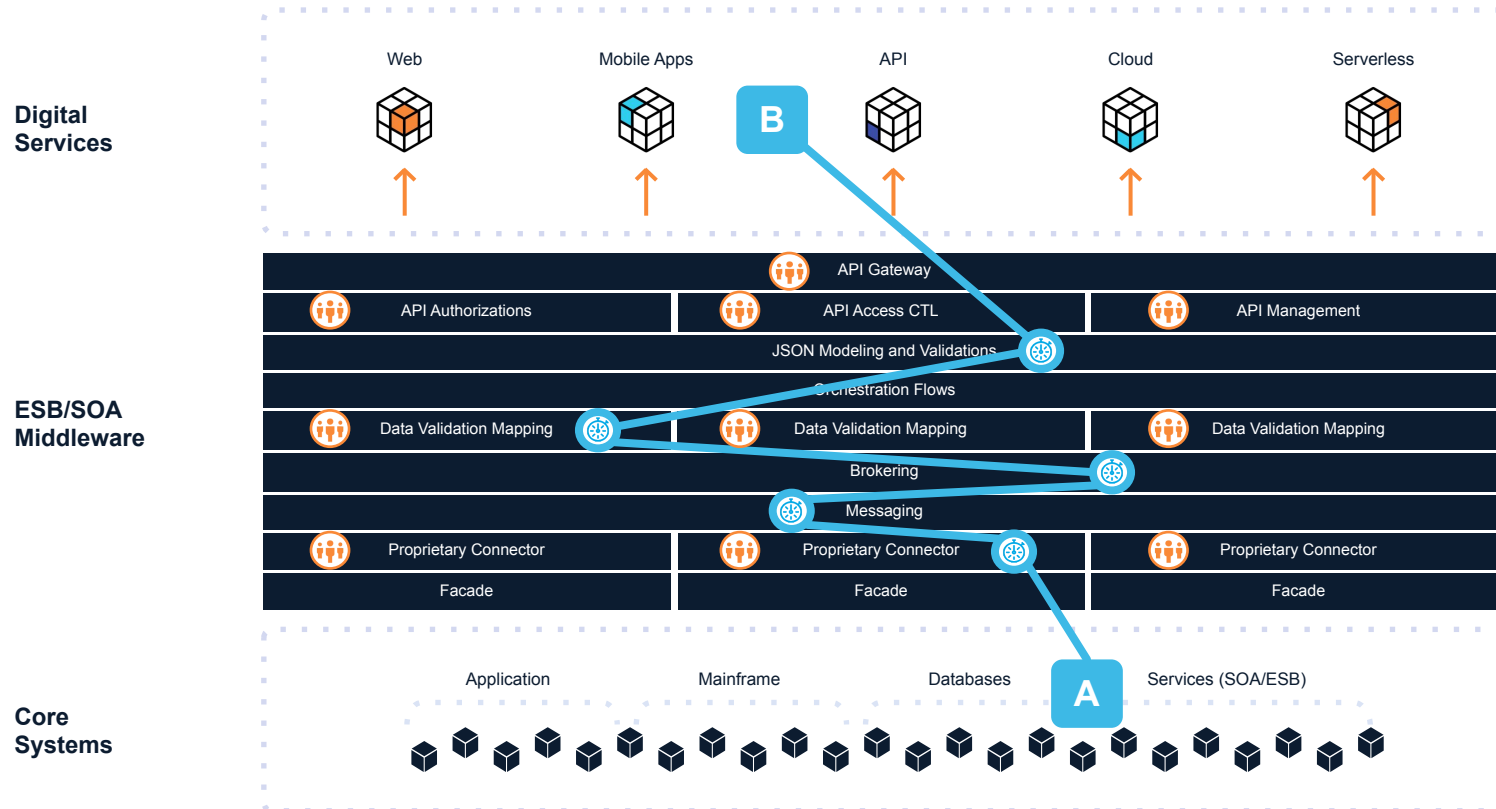 Web
Mobile Apps
API
Cloud
Serverless
Digital
Services
B
API Gateway
API Authorizations
API Access CTL
API Management
JSON Modeling and Validations
Orchestration Flows
ESB/SOA
Middleware
Data Validation Mapping
Data Validation Mapping
Data Validation Mapping
Brokering
Messaging
Proprietary Connector
Proprietary Connector
Proprietary Connector
Facade
Facade
Facade
Application
Mainframe
Databases
A
Services (SOA/ESB)
Core
Systems